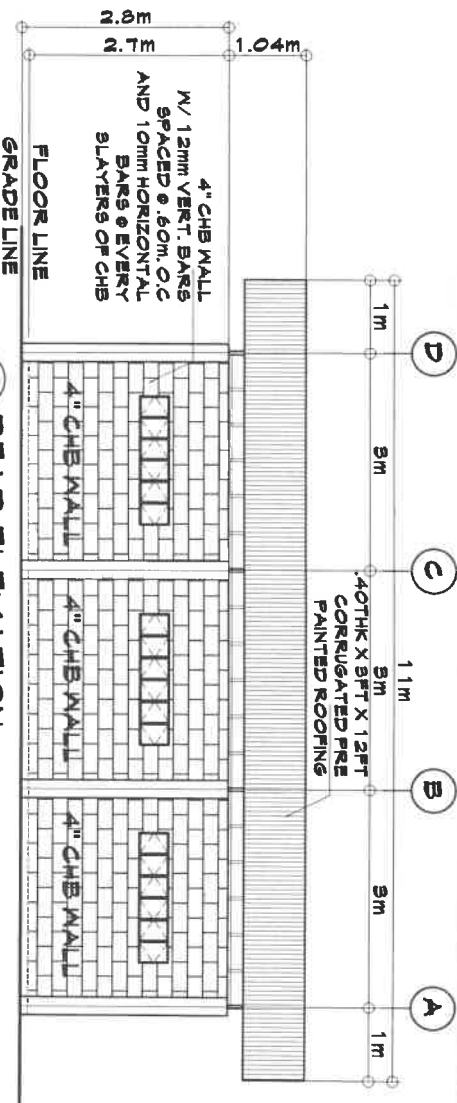 D
C
B
A
11m
1m
3m
3m
3m
1m
.40THK X 3FT X 12FT
CORRUGATED PRE
PAINTED ROOFING
1.04m
2.8m
2.7m
4" CHB WALL
W/ 12mm VERT. BARS
SPACED @ .60m. O.C
AND 10mm HORIZONTAL
BARS @ EVERY
3LAYERS OF CHB
4" CHB WALL
4" CHB WALL
4" CHB WALL
FLOOR LINE
GRADE LINE
REAR ELEVATION